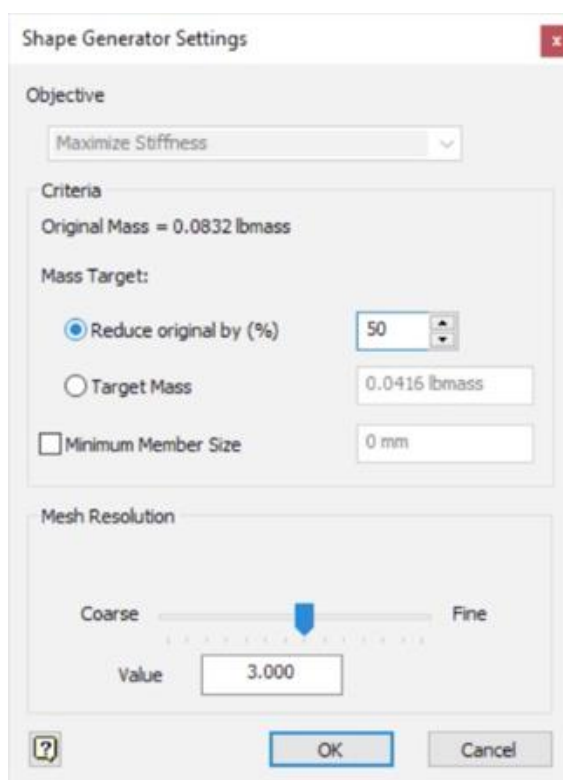 Shape Generator Settings
x
Objective
Maximize Stiffness
Criteria
Original Mass = 0.0832 lbmass
Mass Target:
Reduce original by (%) 50
Target Mass 0.0416 lbmass
Minimum Member Size 0 mm
Mesh Resolution
Coarse Fine
Value 3.000
? OK Cancel